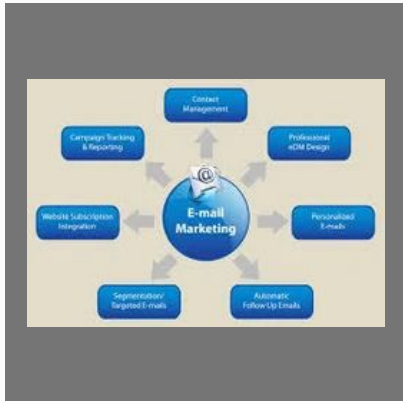 Contact
Management
Campaign Tracking
& Reporting
Professional
eDM Design
@
E-mail
Marketing
Website Subscription
Integration
Personalized
E-mails
Segmentation/
Targeted E-mails
Automatic
Follow Up Emails